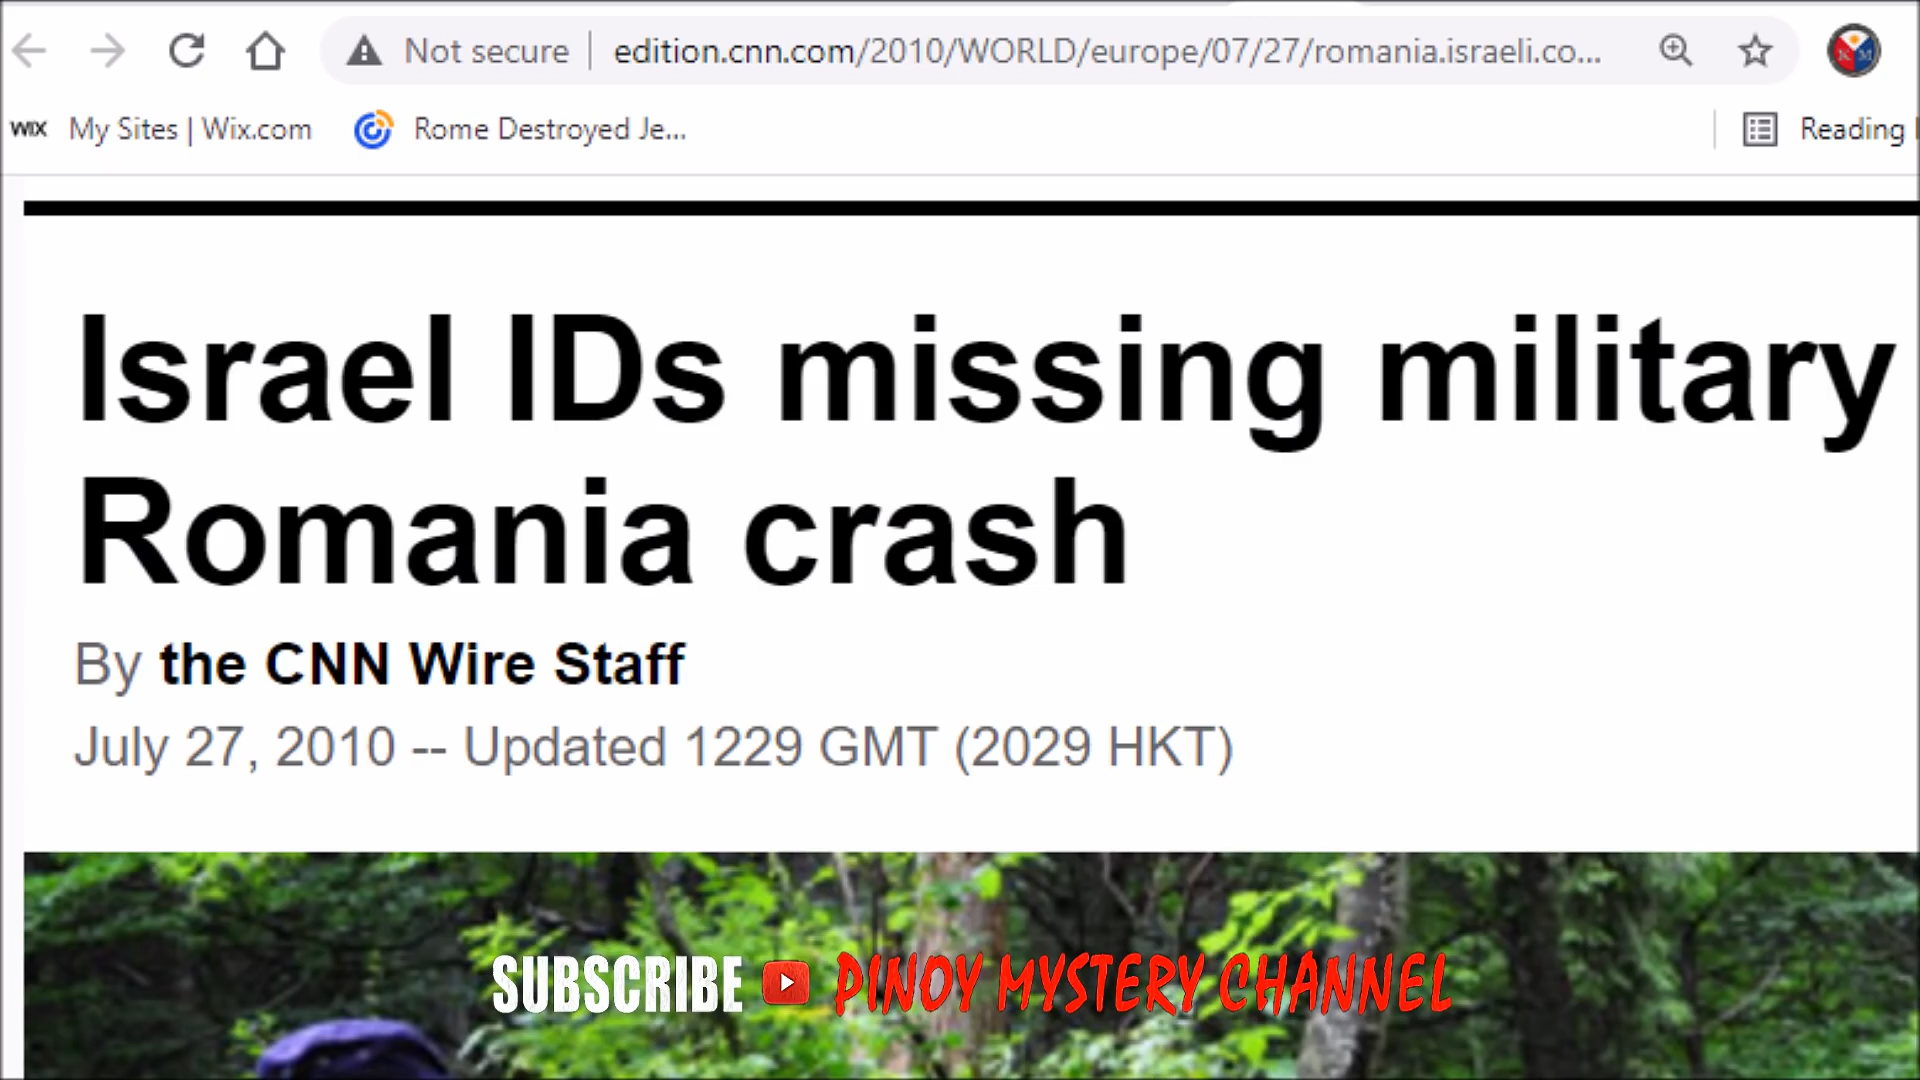 Not secure | edition.cnn.com/2010/WORLD/europe/07/27/romania.israeli.co...
WIX My Sites | Wix.com Rome Destroyed Je... Reading
Israel IDs missing military
Romania crash
By the CNN Wire Staff
July 27, 2010 -- Updated 1229 GMT (2029 HKT)
SUBSCRIBE PINOY MYSTERY CHANNEL